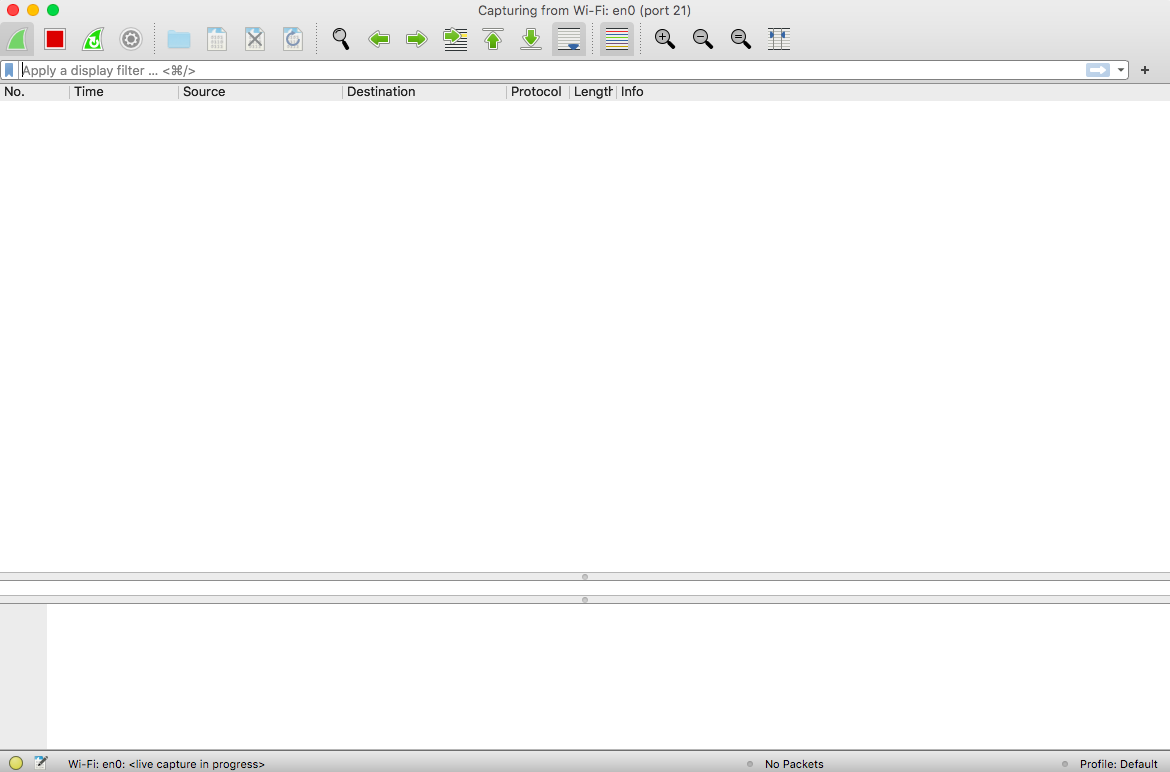 Capturing from Wi-Fi: en0 (port 21)
Apply a display filter ... <⌘/>
+
No. Time Source Destination Protocol Length Info
Wi-Fi: en0: <live capture in progress> No Packets Profile: Default